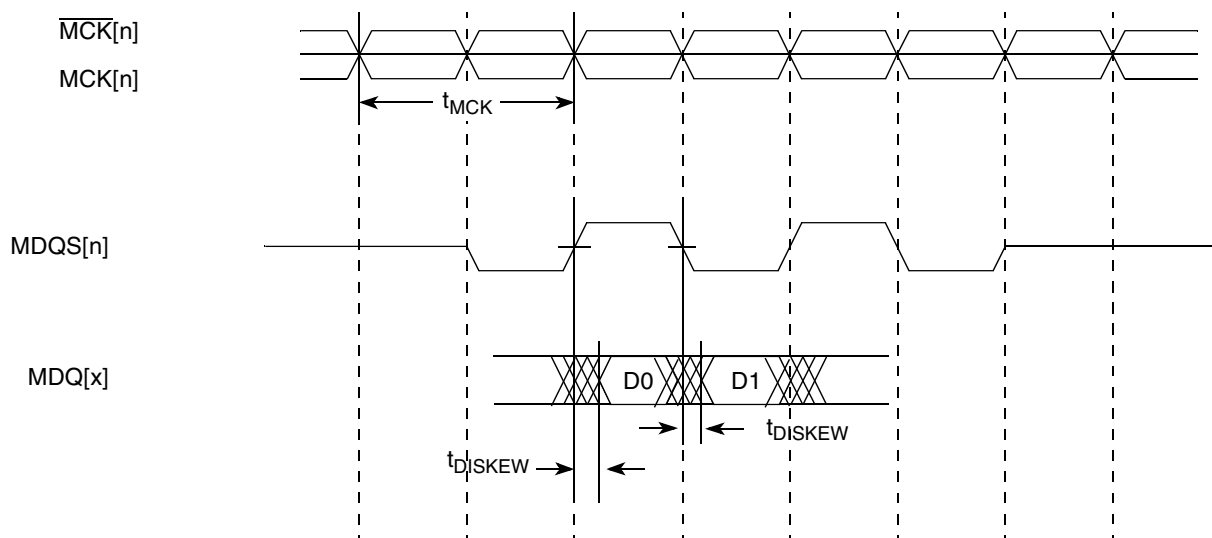 MCK[n]
MCK[n]
tMCK
MDQS[n]
MDQ[x]
D0
D1
tDISKEW
tDISKEW